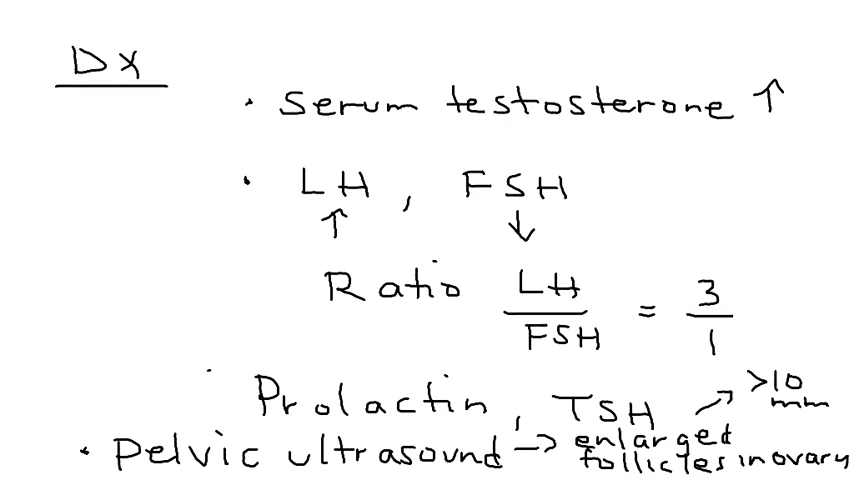 Dx
• Serum testosterone ↑
• LH ↑, FSH ↓
Ratio LH/FSH = 3/1
Prolactin, TSH
>10 mm
• Pelvic ultrasound → enlarged
follicles in ovary